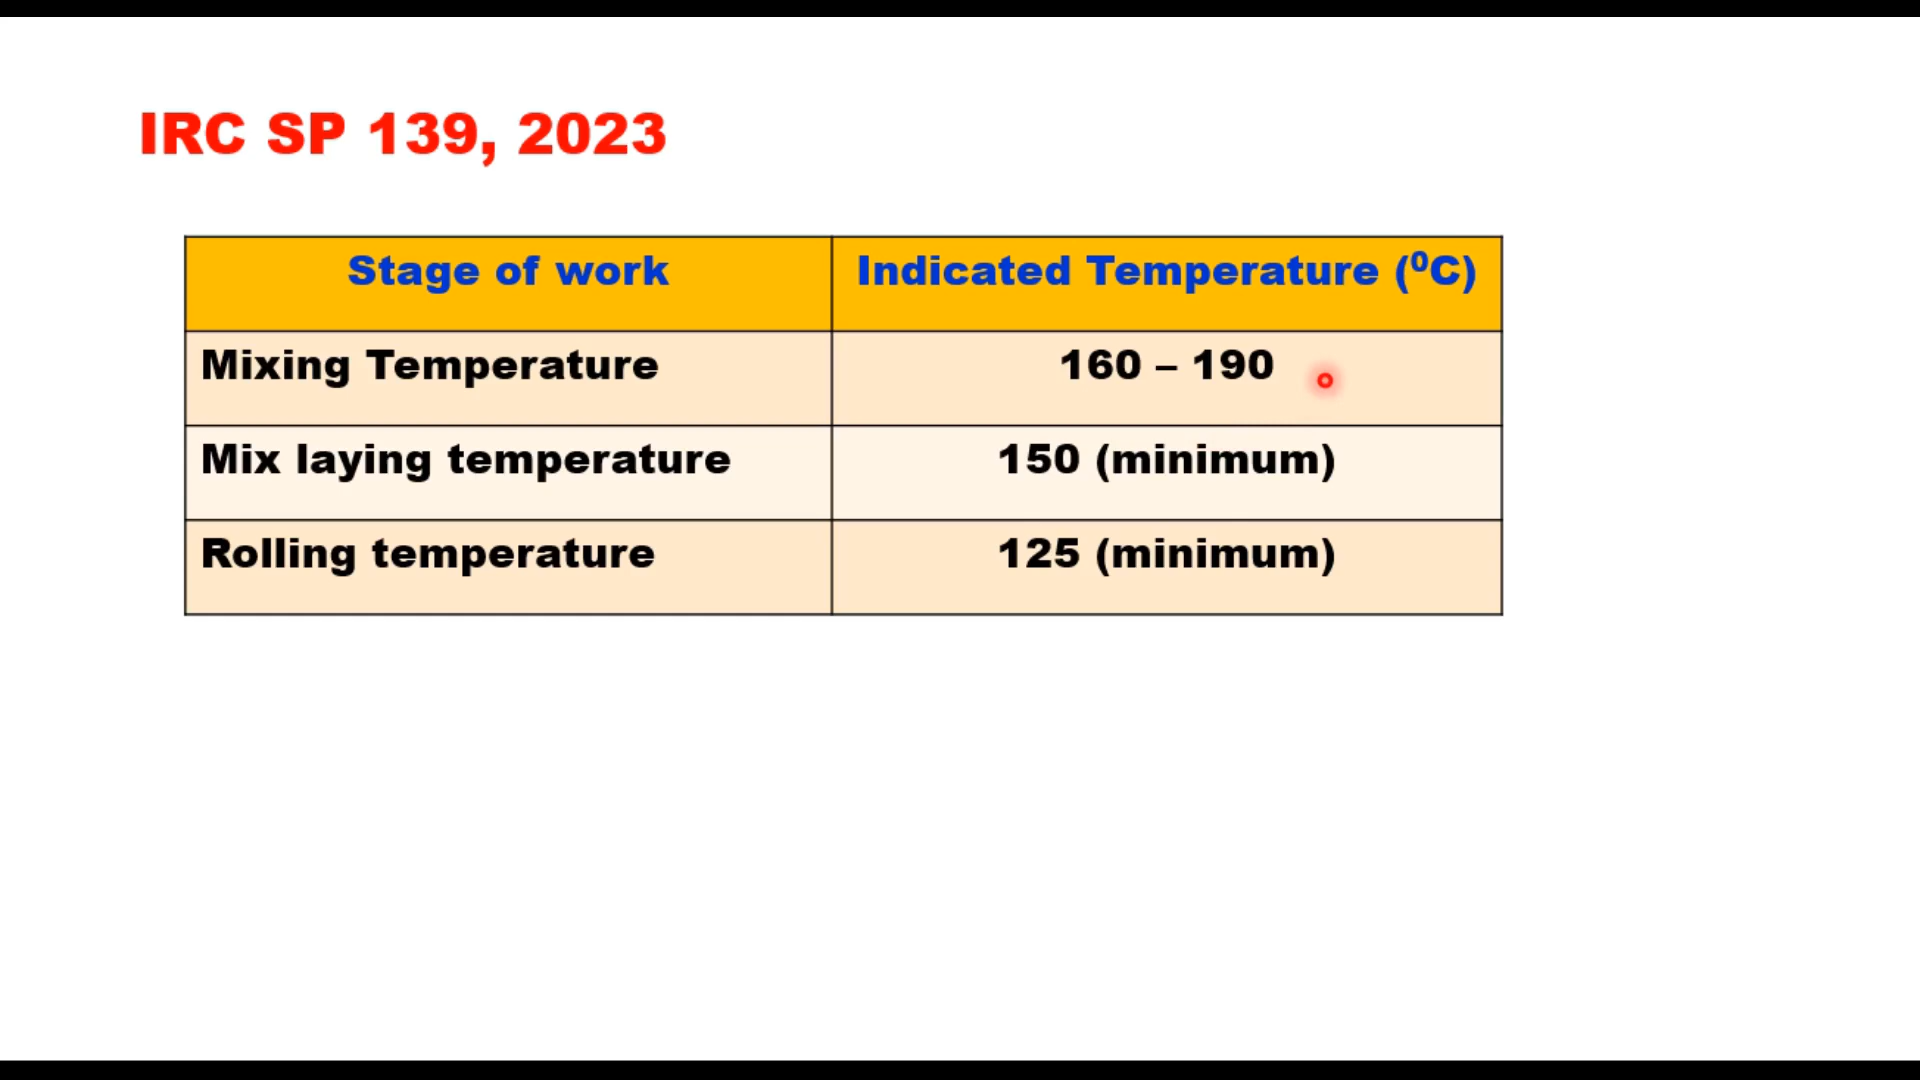 IRC SP 139, 2023
Stage of work Indicated Temperature (⁰C)
Mixing Temperature 160 – 190
Mix laying temperature 150 (minimum)
Rolling temperature 125 (minimum)